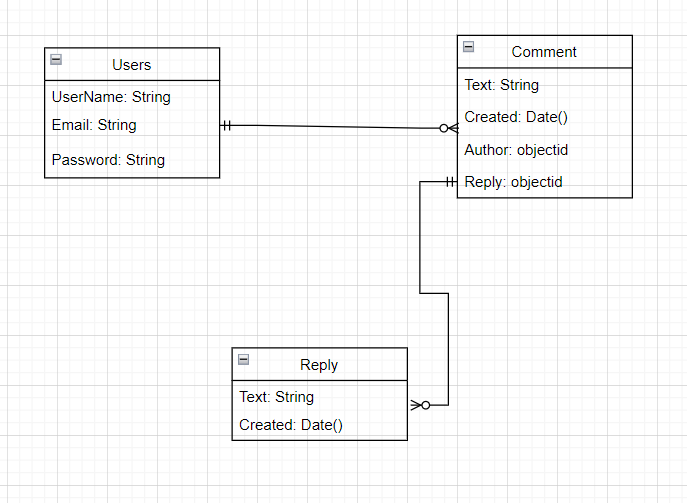 Users
UserName: String
Email: String
Password: String
Comment
Text: String
Created: Date()
Author: objectid
Reply: objectid
Reply
Text: String
Created: Date()